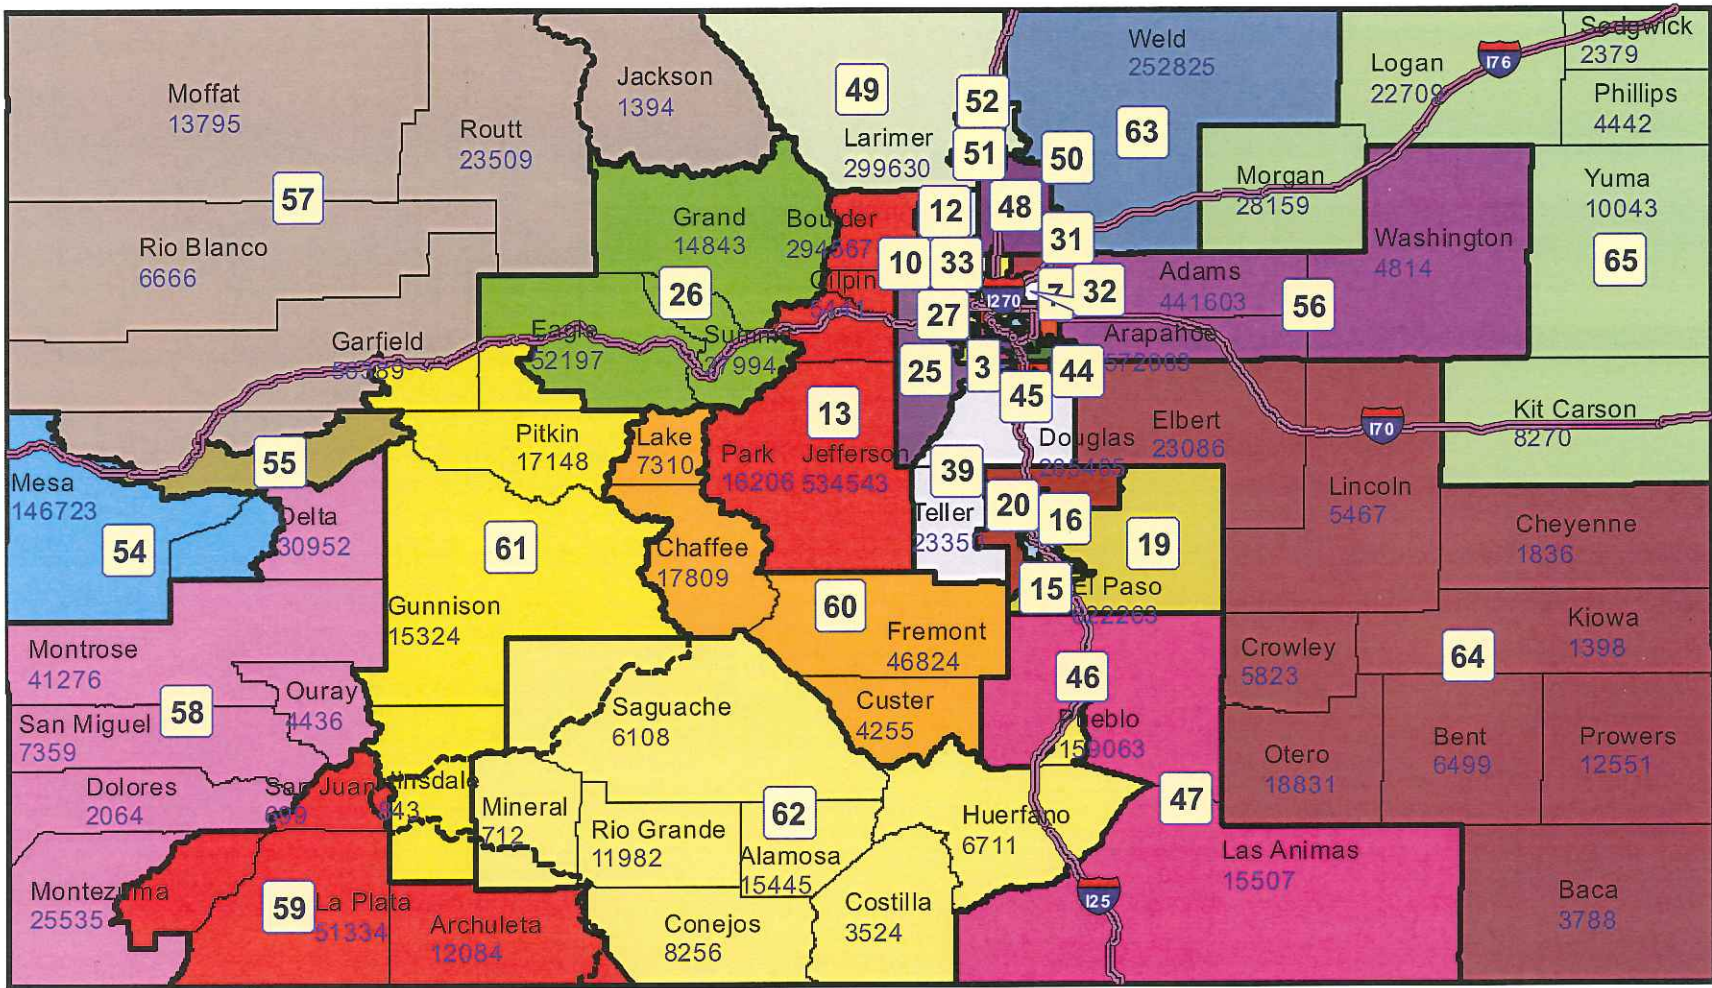 Moffat
13795
Routt
23509
Jackson
1394
49
Larimer
299630
52
51
50
Weld
252825
63
Logan
22709
I76
Sedgwick
2379
Phillips
4442
Morgan
28159
Yuma
10043
65
Washington
4814
57
Rio Blanco
6666
Grand
14843
26
Boulder
12
48
31
10
33
Gilpin
I270
7
32
27
Adams
441603
56
Arapahoe
Garfield
Eagle
52197
25
3
44
45
Kit Carson
8270
I70
Elbert
23086
Lincoln
5467
13
Park
16206
Jefferson
534543
Douglas
39
Lake
7310
Pitkin
17148
55
Mesa
146723
54
Delta
30952
61
Chaffee
17809
Teller
20
16
19
15
El Paso
Cheyenne
1836
Kiowa
1398
64
Crowley
5823
Gunnison
15324
60
Fremont
46824
Custer
4255
46
Pueblo
159063
Montrose
41276
Ouray
4436
58
San Miguel
7359
Dolores
2064
San Juan
699
Hinsdale
843
Mineral
712
Saguache
6108
62
Rio Grande
11982
Alamosa
15445
Huerfano
6711
47
Otero
18831
Bent
6499
Prowers
12551
Las Animas
15507
I25
Baca
3788
Montezuma
25535
59
La Plata
51334
Archuleta
12084
Conejos
8256
Costilla
3524